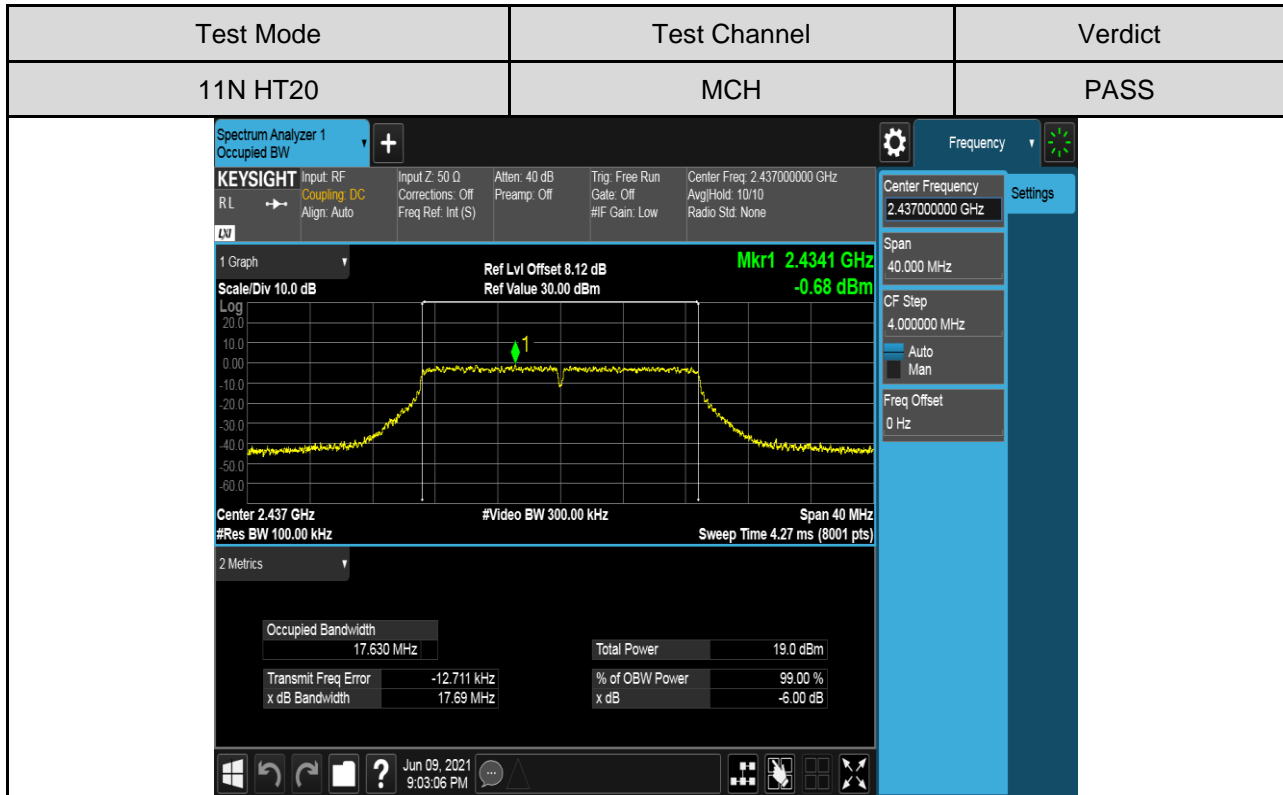 Test Mode Test Channel Verdict
11N HT20 MCH PASS
Spectrum Analyzer 1
Occupied BW
+
Frequency
KEYSIGHT Input: RF Input Z: 50 Ω Atten: 40 dB Trig: Free Run Center Freq: 2.437000000 GHz
RL Coupling: DC Corrections: Off Preamp: Off Gate: Off Avg|Hold: 10/10
Align: Auto Freq Ref: Int (S) #IF Gain: Low Radio Std: None
LXI
Center Frequency Settings
2.437000000 GHz
Span
40.000 MHz
CF Step
4.000000 MHz
Auto
Man
Freq Offset
0 Hz
1 Graph Ref Lvl Offset 8.12 dB Mkr1 2.4341 GHz
Scale/Div 10.0 dB Ref Value 30.00 dBm -0.68 dBm
Log
20.0
10.0
1
0.00
-10.0
-20.0
-30.0
-40.0
-50.0
-60.0
Center 2.437 GHz #Video BW 300.00 kHz Span 40 MHz
#Res BW 100.00 kHz Sweep Time 4.27 ms (8001 pts)
2 Metrics
Occupied Bandwidth
17.630 MHz Total Power 19.0 dBm
Transmit Freq Error -12.711 kHz % of OBW Power 99.00 %
x dB Bandwidth 17.69 MHz x dB -6.00 dB
? Jun 09, 2021
9:03:06 PM